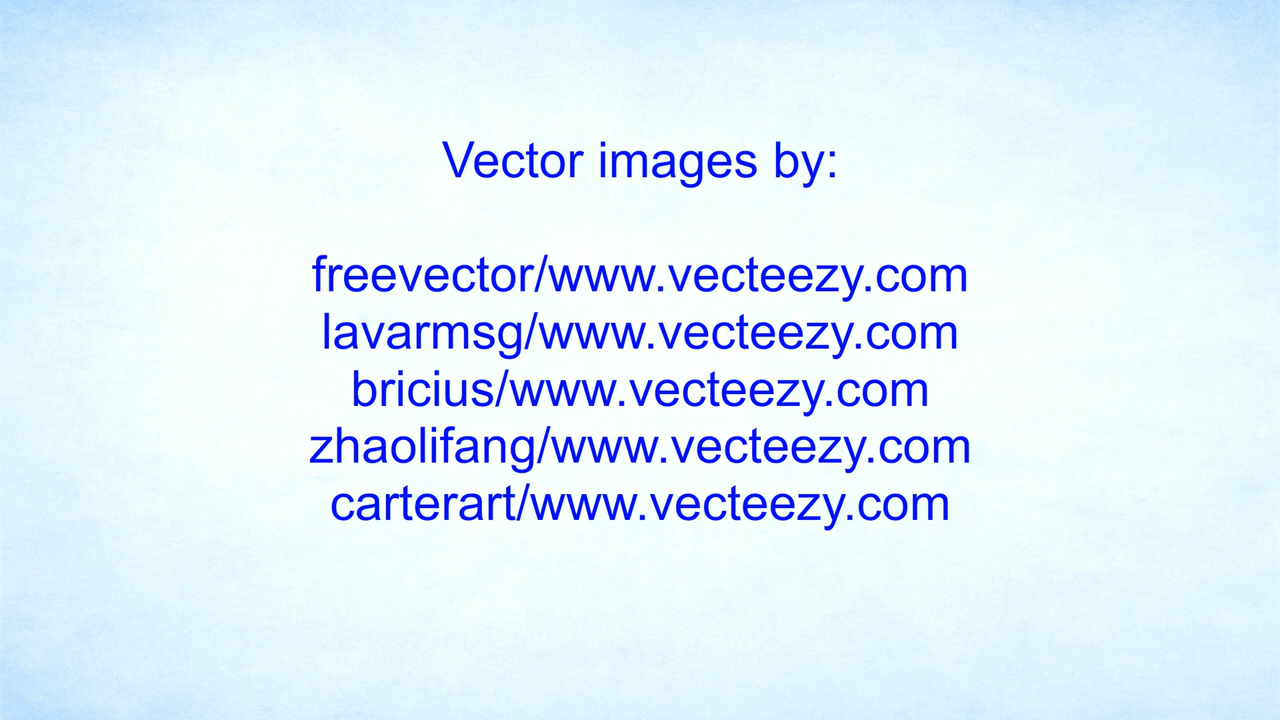 Vector images by:
freevector/www.vecteezy.com
lavarmsg/www.vecteezy.com
bricius/www.vecteezy.com
zhaolifang/www.vecteezy.com
carterart/www.vecteezy.com